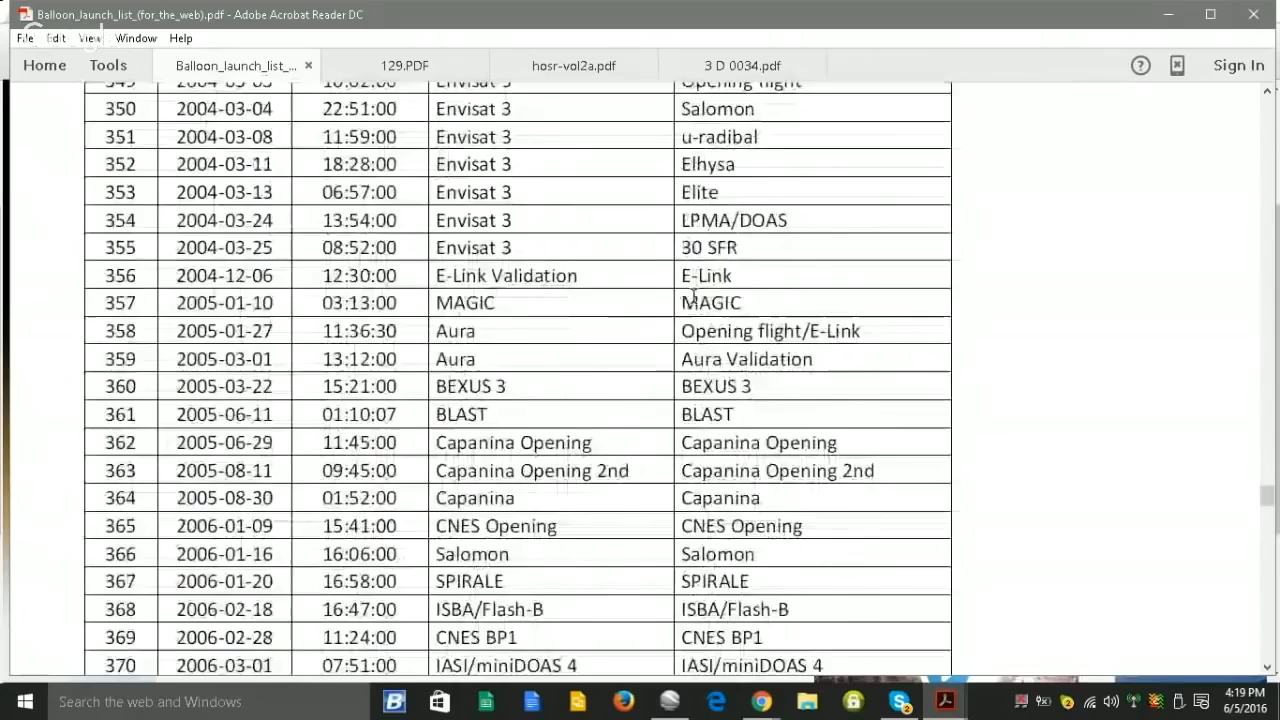 Balloon_launch_list_(for_the_web).pdf - Adobe Acrobat Reader DC
Google
File Edit View Window Help
Home Tools Balloon_launch_list_... × 129.PDF hosr-vol2a.pdf 3 D 0034.pdf Sign In
349 2004-03-03 10:02:00 Envisat 3 Opening flight
350 2004-03-04 22:51:00 Envisat 3 Salomon
351 2004-03-08 11:59:00 Envisat 3 u-radibal
352 2004-03-11 18:28:00 Envisat 3 Elhysa
353 2004-03-13 06:57:00 Envisat 3 Elite
354 2004-03-24 13:54:00 Envisat 3 LPMA/DOAS
355 2004-03-25 08:52:00 Envisat 3 30 SFR
356 2004-12-06 12:30:00 E-Link Validation E-Link
357 2005-01-10 03:13:00 MAGIC MAGIC
358 2005-01-27 11:36:30 Aura Opening flight/E-Link
359 2005-03-01 13:12:00 Aura Aura Validation
360 2005-03-22 15:21:00 BEXUS 3 BEXUS 3
361 2005-06-11 01:10:07 BLAST BLAST
362 2005-06-29 11:45:00 Capanina Opening Capanina Opening
363 2005-08-11 09:45:00 Capanina Opening 2nd Capanina Opening 2nd
364 2005-08-30 01:52:00 Capanina Capanina
365 2006-01-09 15:41:00 CNES Opening CNES Opening
366 2006-01-16 16:06:00 Salomon Salomon
367 2006-01-20 16:58:00 SPIRALE SPIRALE
368 2006-02-18 16:47:00 ISBA/Flash-B ISBA/Flash-B
369 2006-02-28 11:24:00 CNES BP1 CNES BP1
370 2006-03-01 07:51:00 IASI/miniDOAS 4 IASI/miniDOAS 4
Search the web and Windows
4:19 PM
6/5/2016